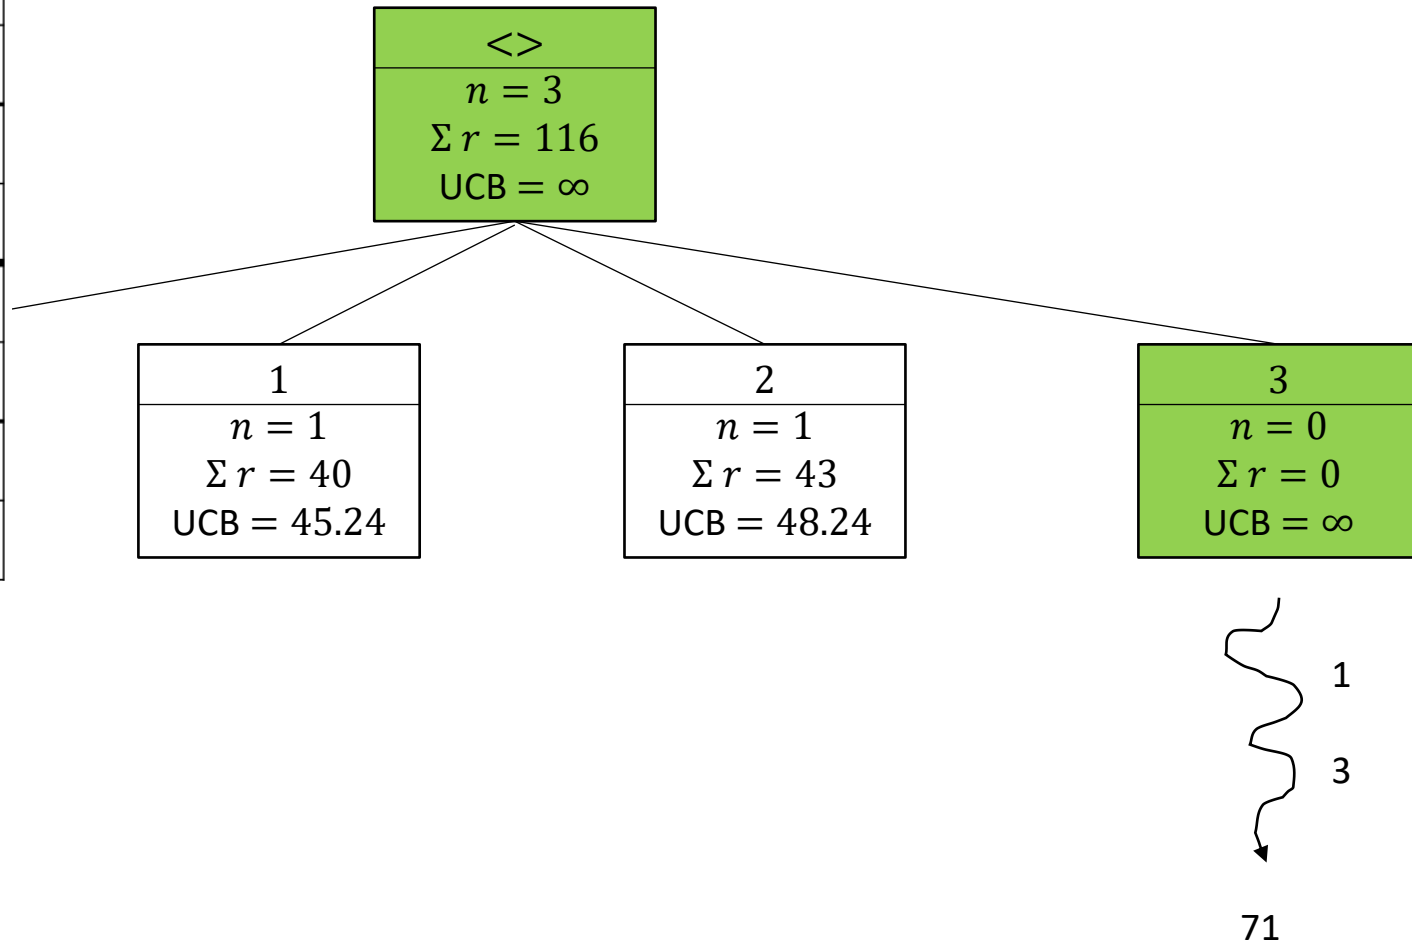 <>
n = 3
Σ r = 116
UCB = ∞
1
n = 1
Σ r = 40
UCB = 45.24
2
n = 1
Σ r = 43
UCB = 48.24
3
n = 0
Σ r = 0
UCB = ∞
1
3
71